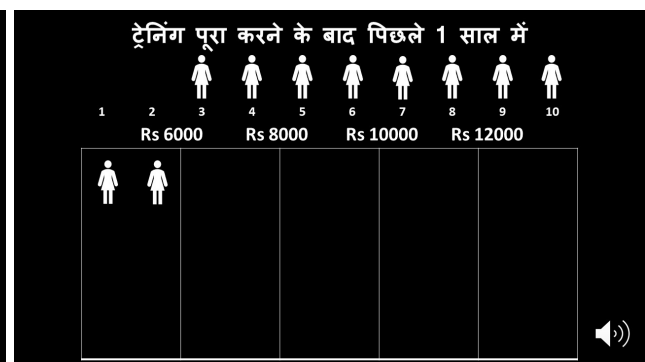 ट्रेनिंग पूरा करने के बाद पिछले 1 साल में
1 2 3 4 5 6 7 8 9 10
Rs 6000 Rs 8000 Rs 10000 Rs 12000